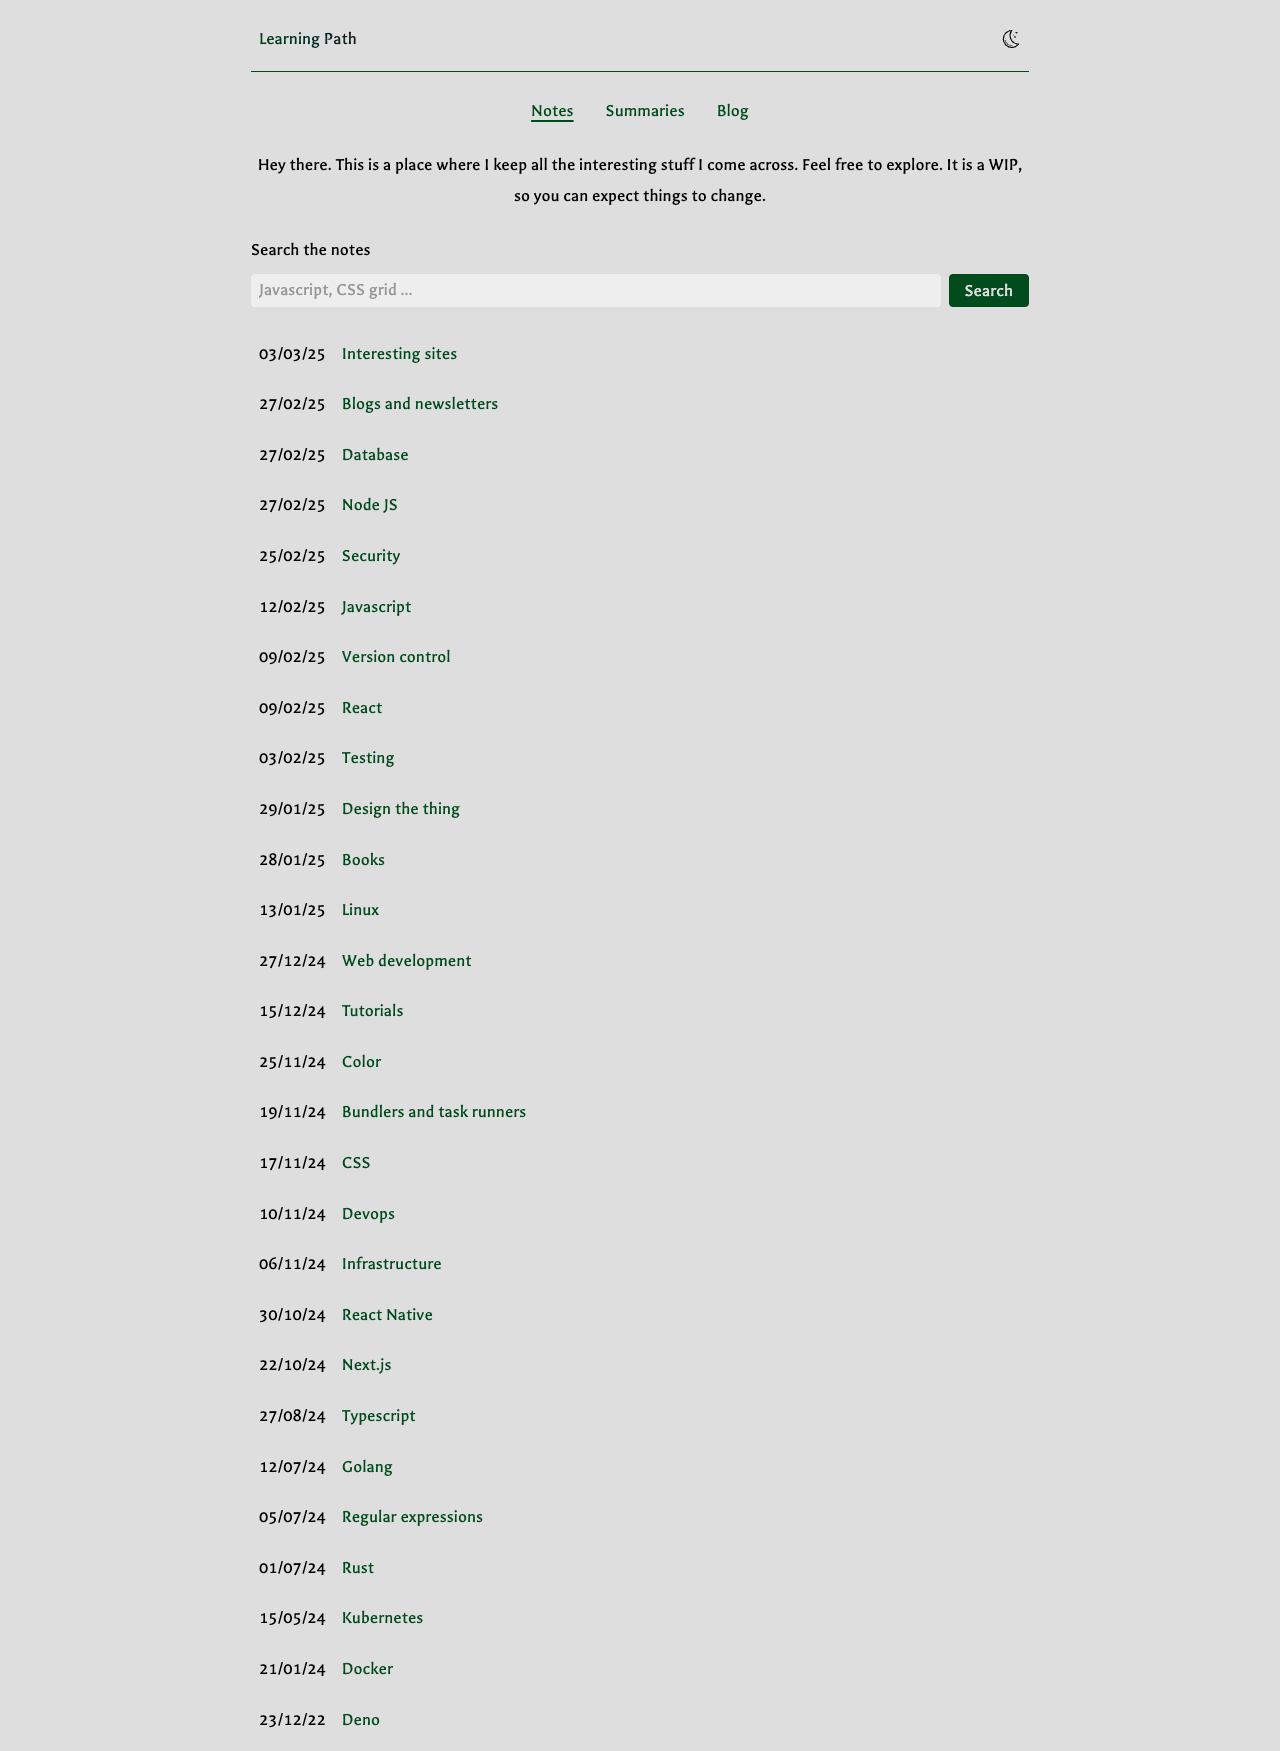 Learning Path
Notes Summaries Blog
Hey there. This is a place where I keep all the interesting stuff I come across. Feel free to explore. It is a WIP,
so you can expect things to change.
Search the notes
Javascript, CSS grid ... Search
03/03/25 Interesting sites
27/02/25 Blogs and newsletters
27/02/25 Database
27/02/25 Node JS
25/02/25 Security
12/02/25 Javascript
09/02/25 Version control
09/02/25 React
03/02/25 Testing
29/01/25 Design the thing
28/01/25 Books
13/01/25 Linux
27/12/24 Web development
15/12/24 Tutorials
25/11/24 Color
19/11/24 Bundlers and task runners
17/11/24 CSS
10/11/24 Devops
06/11/24 Infrastructure
30/10/24 React Native
22/10/24 Next.js
27/08/24 Typescript
12/07/24 Golang
05/07/24 Regular expressions
01/07/24 Rust
15/05/24 Kubernetes
21/01/24 Docker
23/12/22 Deno